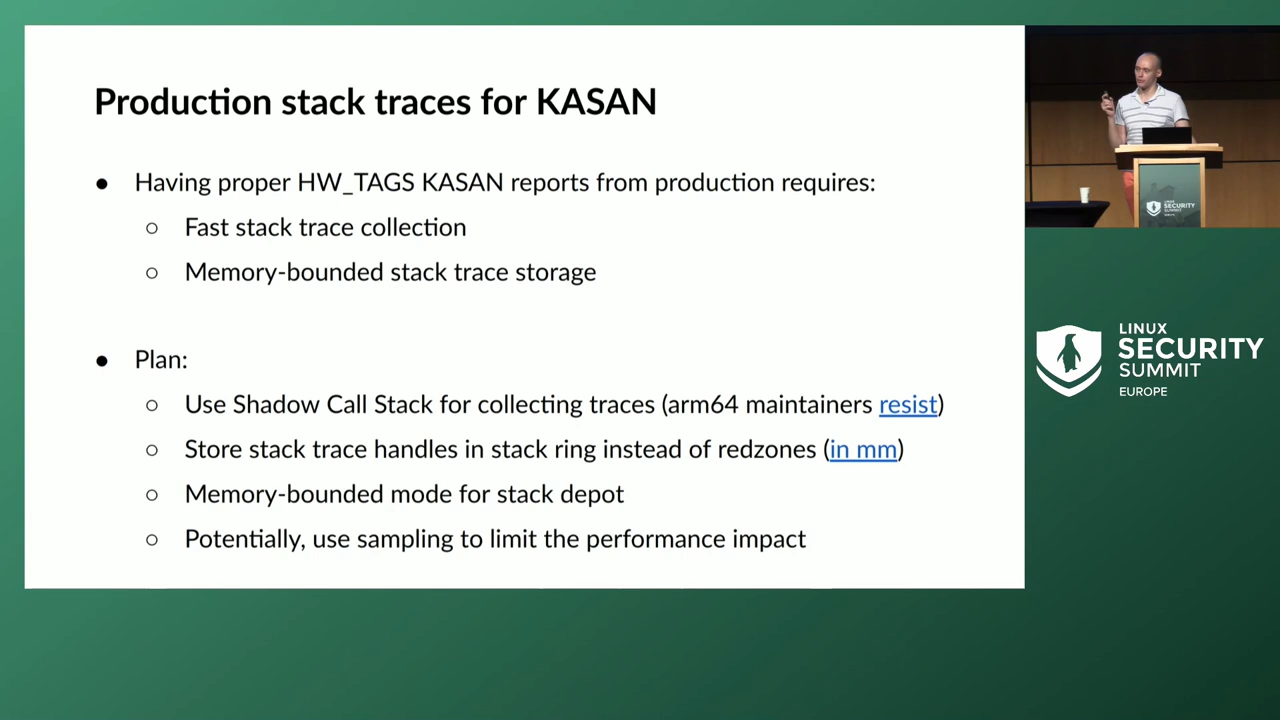 Production stack traces for KASAN
● Having proper HW_TAGS KASAN reports from production requires:
○ Fast stack trace collection
○ Memory-bounded stack trace storage
● Plan:
○ Use Shadow Call Stack for collecting traces (arm64 maintainers resist)
○ Store stack trace handles in stack ring instead of redzones (in mm)
○ Memory-bounded mode for stack depot
○ Potentially, use sampling to limit the performance impact
LINUX
SECURITY
SUMMIT
LINUX
SECURITY
SUMMIT
EUROPE